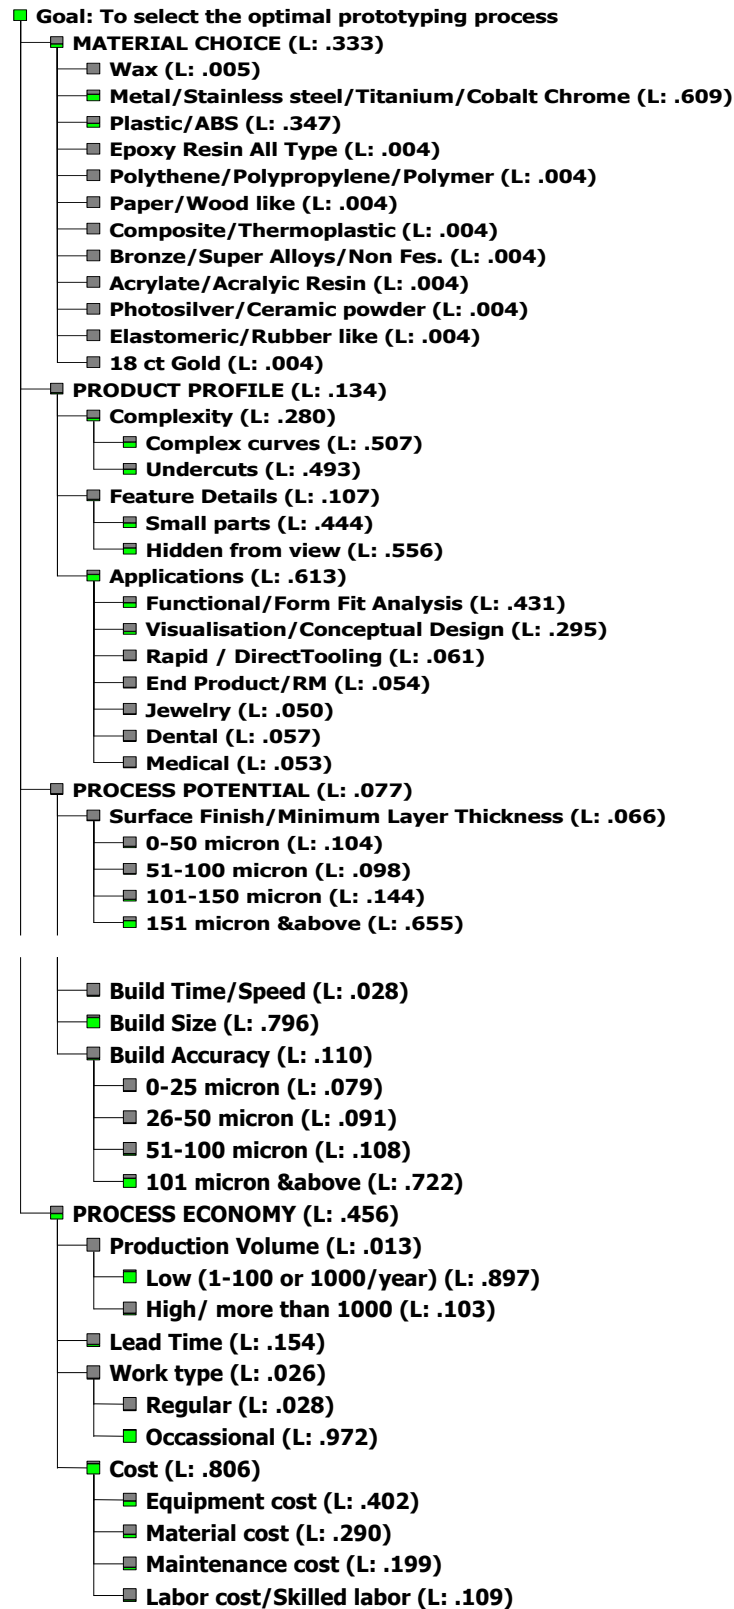 Goal: To select the optimal prototyping process
MATERIAL CHOICE (L: .333)
Wax (L: .005)
Metal/Stainless steel/Titanium/Cobalt Chrome (L: .609)
Plastic/ABS (L: .347)
Epoxy Resin All Type (L: .004)
Polythene/Polypropylene/Polymer (L: .004)
Paper/Wood like (L: .004)
Composite/Thermoplastic (L: .004)
Bronze/Super Alloys/Non Fes. (L: .004)
Acrylate/Acralyic Resin (L: .004)
Photosilver/Ceramic powder (L: .004)
Elastomeric/Rubber like (L: .004)
18 ct Gold (L: .004)
PRODUCT PROFILE (L: .134)
Complexity (L: .280)
Complex curves (L: .507)
Undercuts (L: .493)
Feature Details (L: .107)
Small parts (L: .444)
Hidden from view (L: .556)
Applications (L: .613)
Functional/Form Fit Analysis (L: .431)
Visualisation/Conceptual Design (L: .295)
Rapid / DirectTooling (L: .061)
End Product/RM (L: .054)
Jewelry (L: .050)
Dental (L: .057)
Medical (L: .053)
PROCESS POTENTIAL (L: .077)
Surface Finish/Minimum Layer Thickness (L: .066)
0-50 micron (L: .104)
51-100 micron (L: .098)
101-150 micron (L: .144)
151 micron &above (L: .655)
Build Time/Speed (L: .028)
Build Size (L: .796)
Build Accuracy (L: .110)
0-25 micron (L: .079)
26-50 micron (L: .091)
51-100 micron (L: .108)
101 micron &above (L: .722)
PROCESS ECONOMY (L: .456)
Production Volume (L: .013)
Low (1-100 or 1000/year) (L: .897)
High/ more than 1000 (L: .103)
Lead Time (L: .154)
Work type (L: .026)
Regular (L: .028)
Occassional (L: .972)
Cost (L: .806)
Equipment cost (L: .402)
Material cost (L: .290)
Maintenance cost (L: .199)
Labor cost/Skilled labor (L: .109)